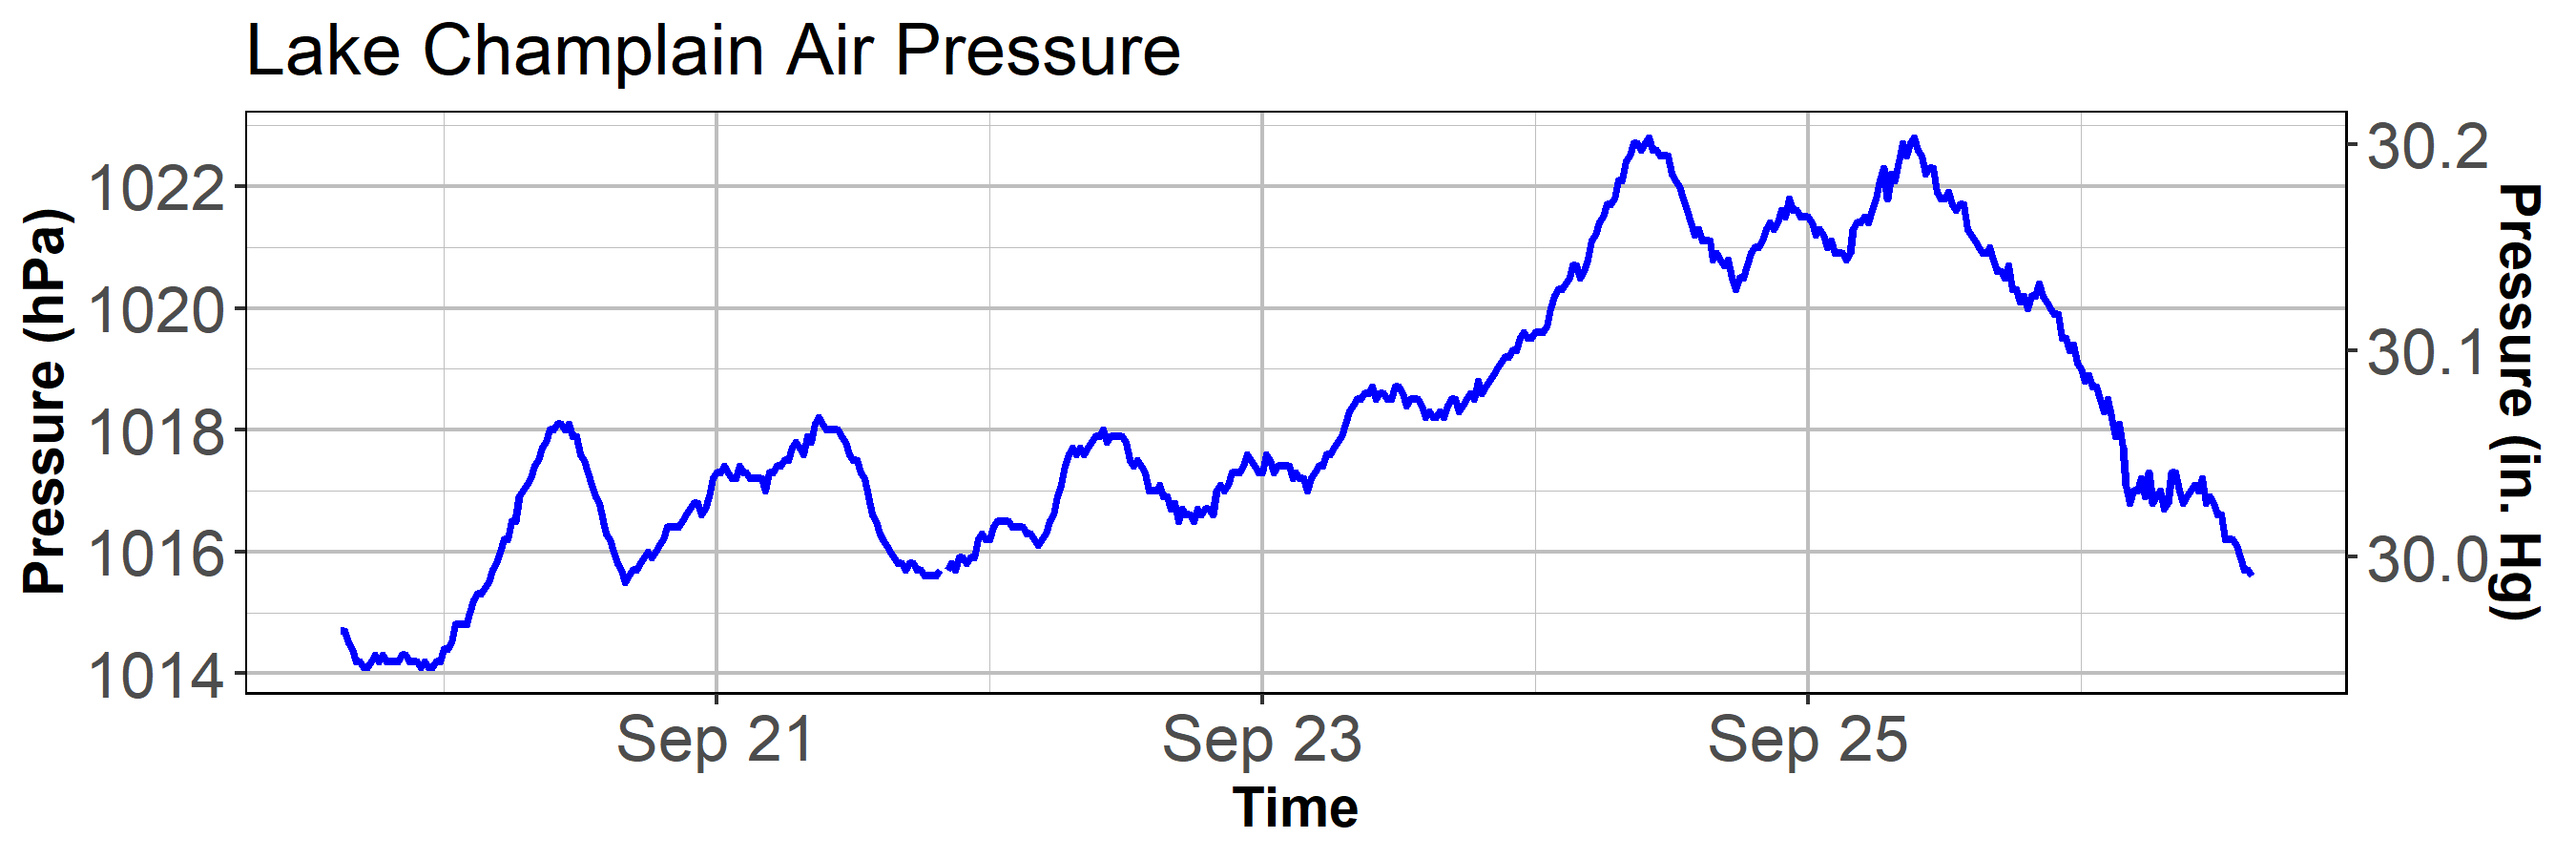 Lake Champlain Air Pressure
Pressure (hPa)
1022
1020
1018
1016
1014
30.2
30.1
30.0
Pressure (in. Hg)
Sep 21
Sep 23
Sep 25
Time